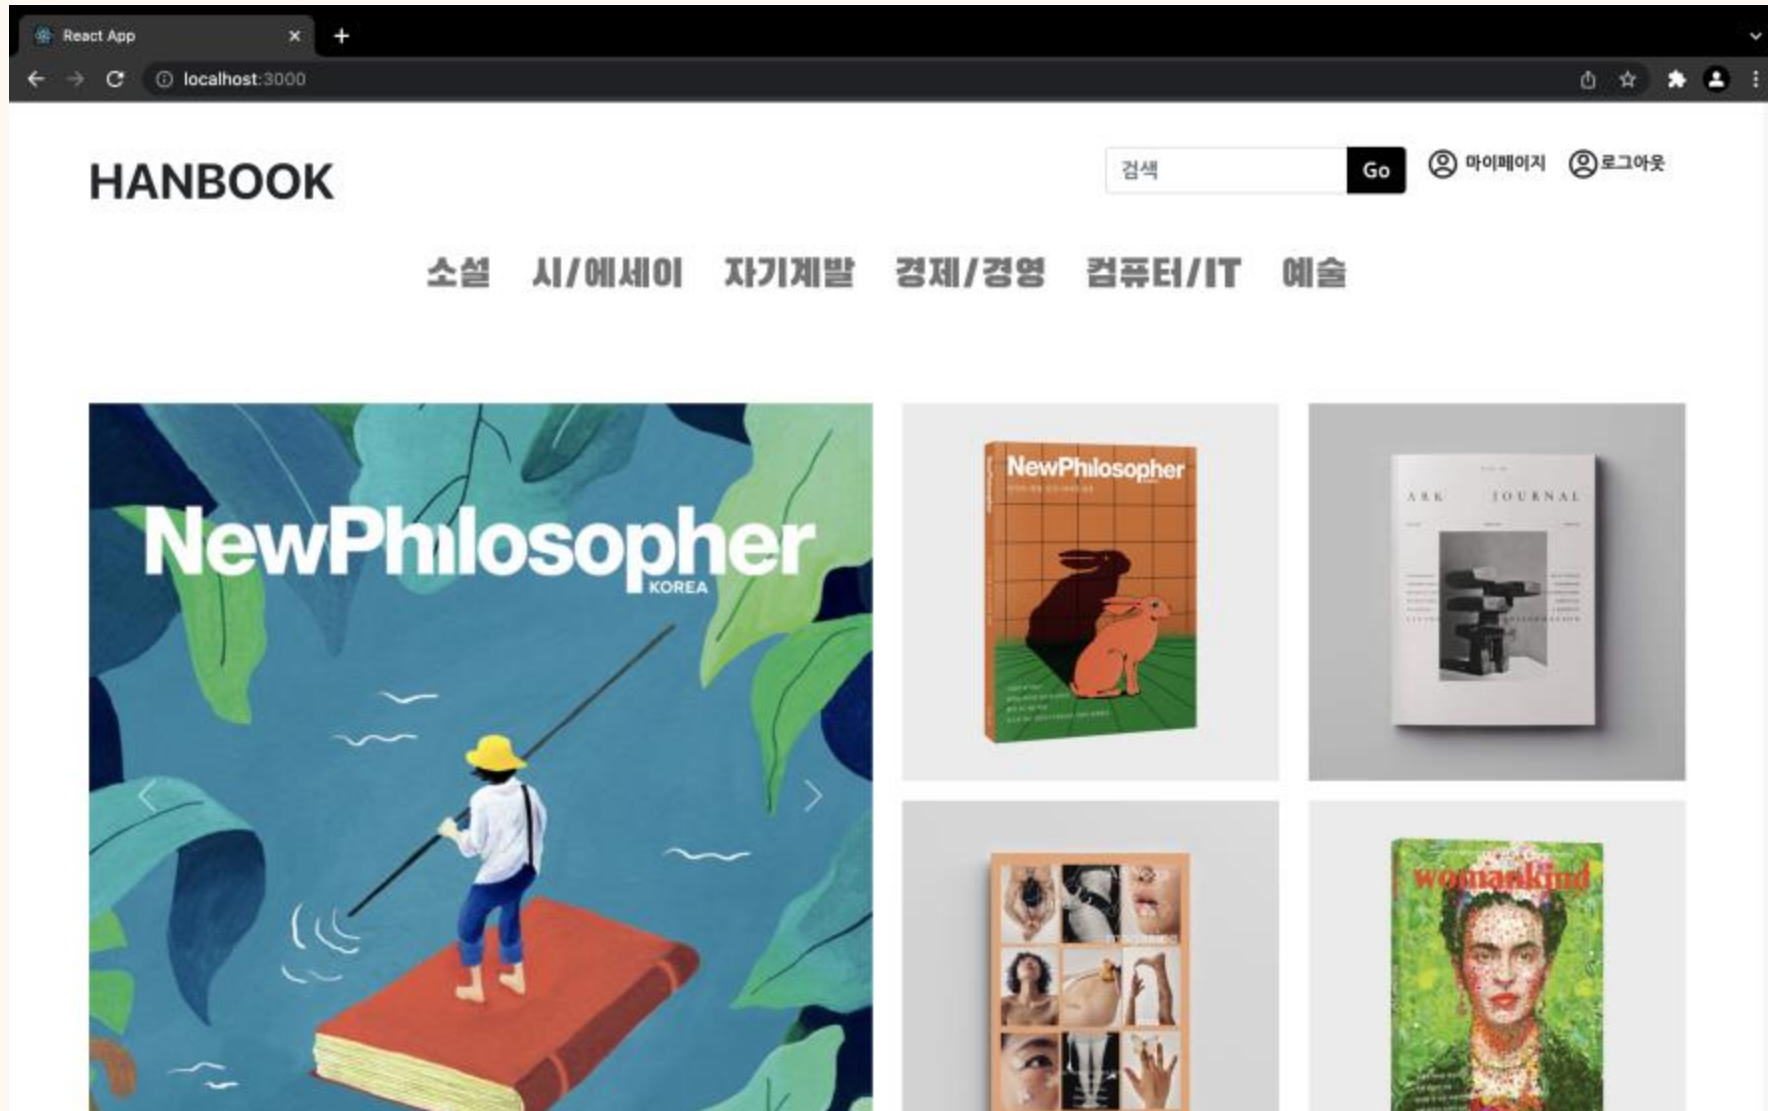 React App
localhost:3000
HANBOOK
검색
Go
마이페이지
로그아웃
소설 시/에세이 자기계발 경제/경영 컴퓨터/IT 예술
NewPhilosopher
KOREA
NewPhilosopher
ARK JOURNAL
womankind